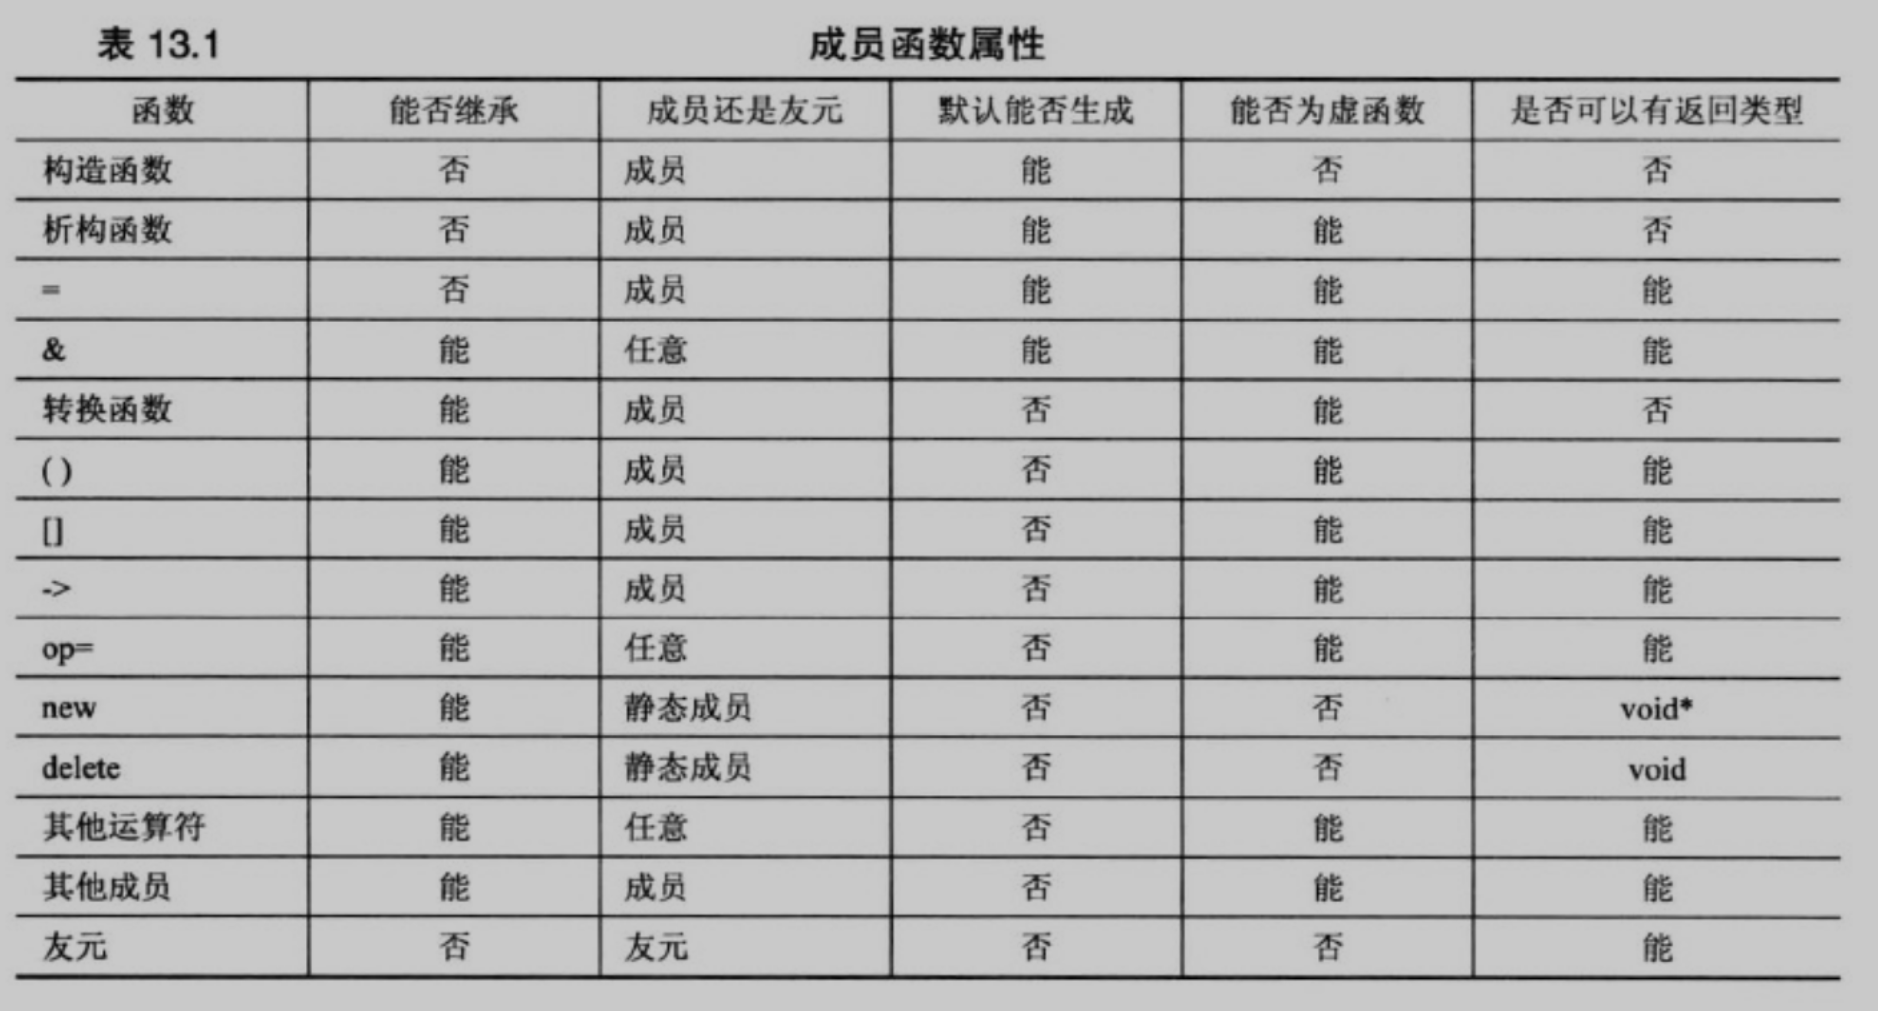 表 13.1 成员函数属性
函数 能否继承 成员还是友元 默认能否生成 能否为虚函数 是否可以有返回类型
构造函数 否 成员 能 否 否
析构函数 否 成员 能 能 否
= 否 成员 能 能 能
& 能 任意 能 能 能
转换函数 能 成员 否 能 否
( ) 能 成员 否 能 能
[] 能 成员 否 能 能
-> 能 成员 否 能 能
op= 能 任意 否 能 能
new 能 静态成员 否 否 void*
delete 能 静态成员 否 否 void
其他运算符 能 任意 否 能 能
其他成员 能 成员 否 能 能
友元 否 友元 否 否 能